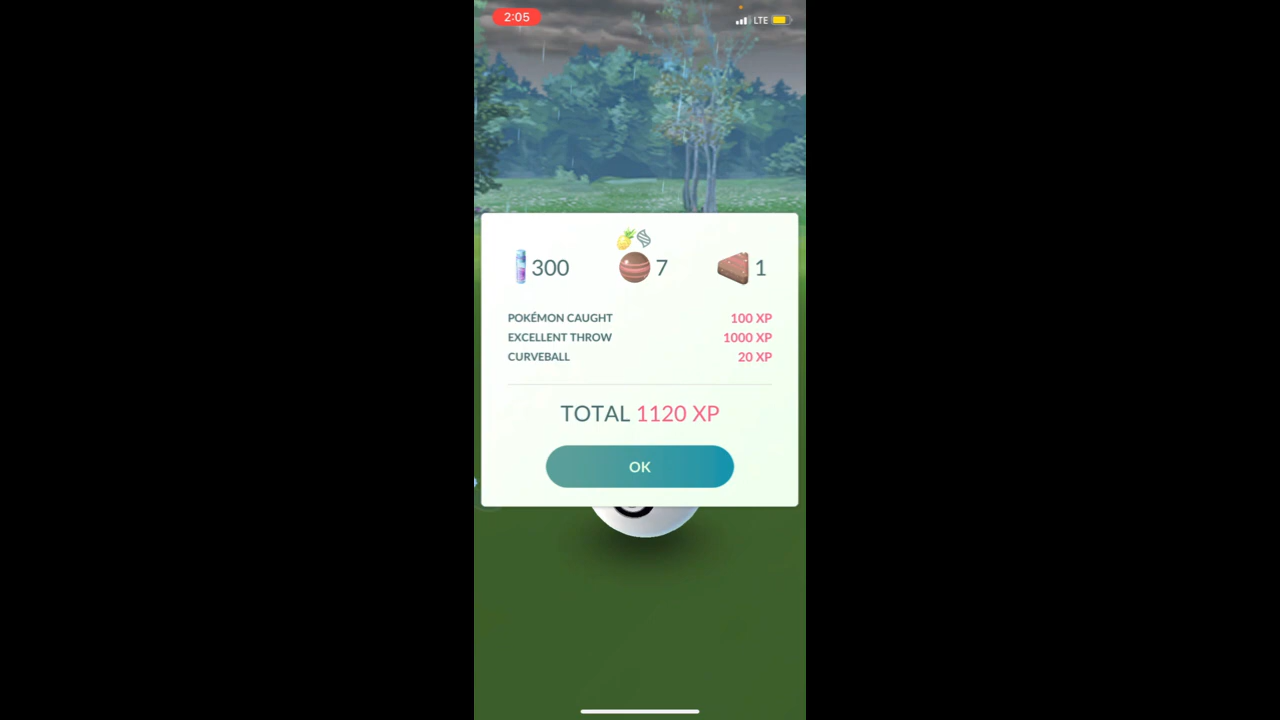 2:05 LTE
300 7 1
POKÉMON CAUGHT 100 XP
EXCELLENT THROW 1000 XP
CURVEBALL 20 XP
TOTAL 1120 XP
OK